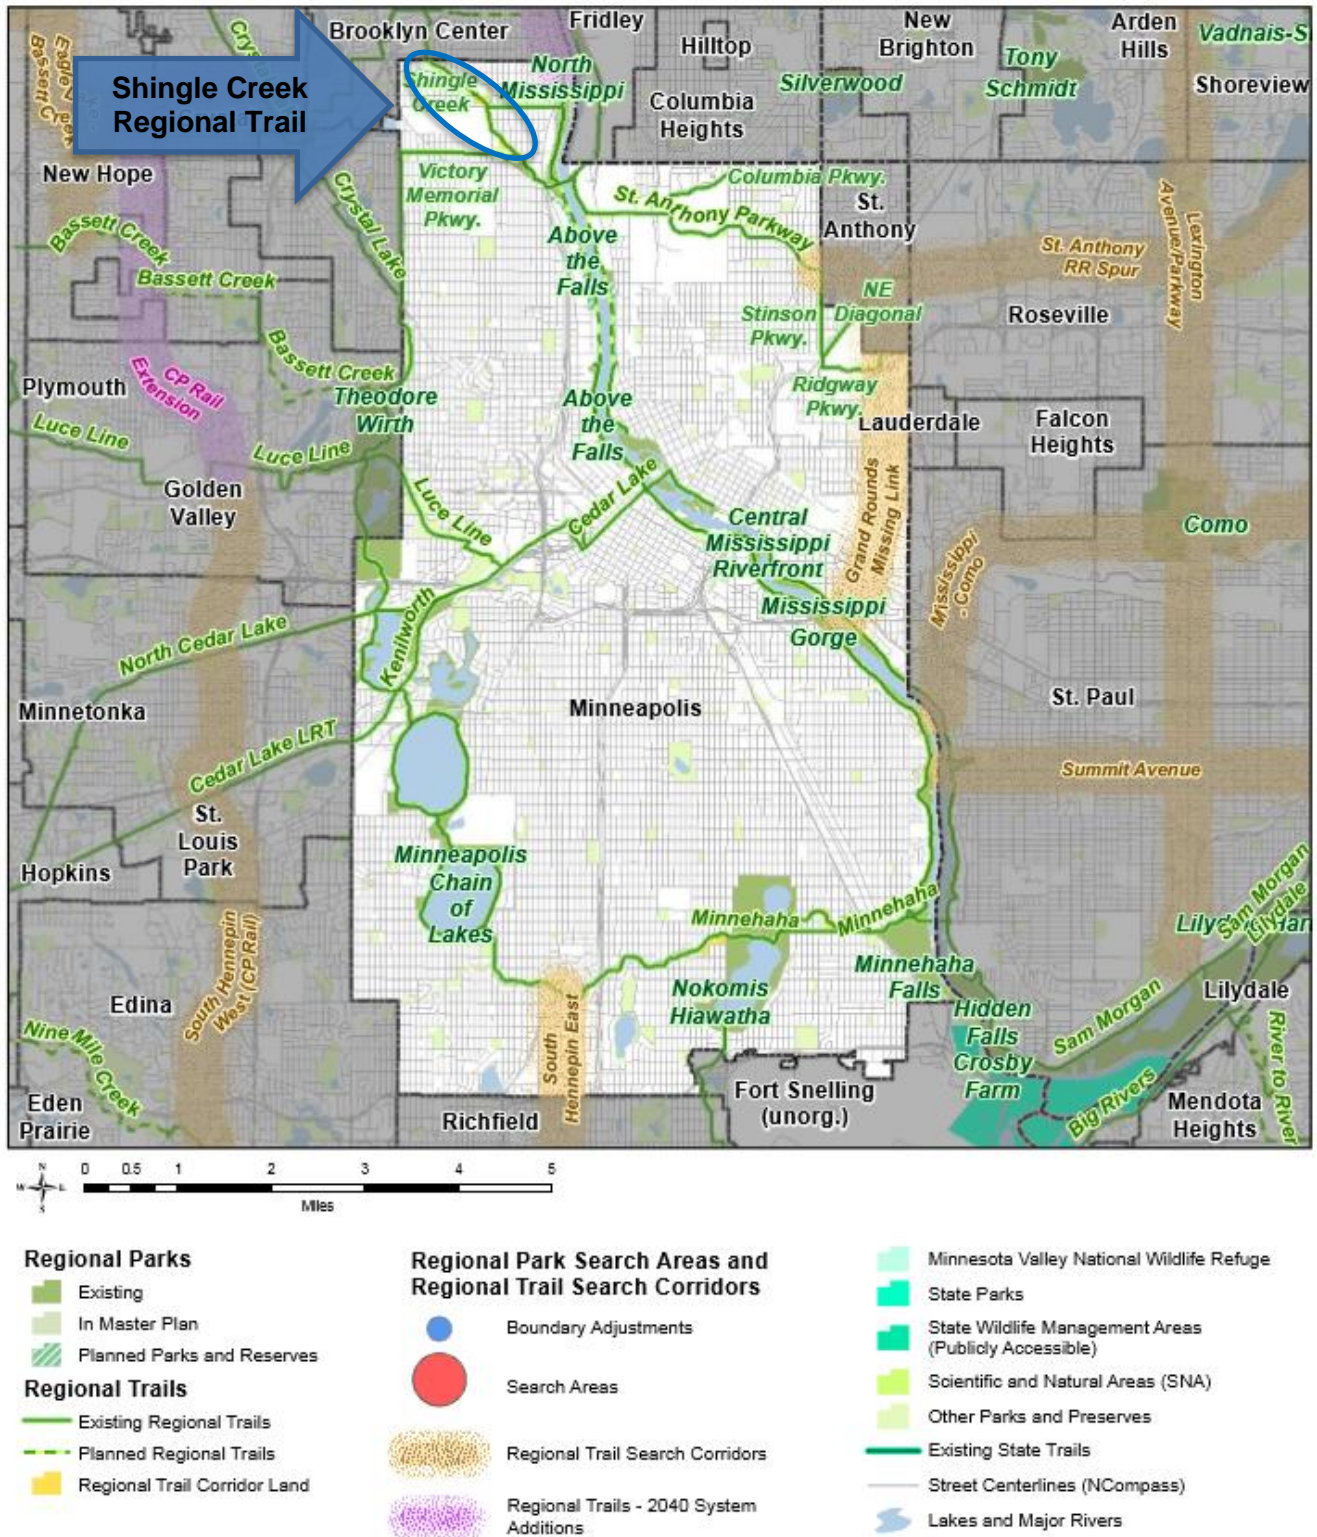 Brooklyn Center
Fridley
New
Brighton
Arden
Hills
Vadnais-S
Hilltop
Tony
Schmidt
Silverwood
Shoreview
Shingle Creek
Regional Trail
Shingle
Creek
North
Mississippi
Columbia
Heights
Eagle
Bassett Creek
New Hope
Victory
Memorial
Pkwy.
Crystal Lake
Columbia Pkwy.
St. Anthony Parkway
St.
Anthony
St. Anthony
RR Spur
Lexington
Avenue/Parkway
Bassett Creek
Bassett Creek
Bassett Creek
Above
the
Falls
Stinson
Pkwy.
NE
Diagonal
Roseville
CP Rail
Extension
Plymouth
Theodore
Wirth
Above
the
Falls
Ridgway
Pkwy.
Lauderdale
Falcon
Heights
Luce Line
Luce Line
Golden
Valley
Luce Line
Cedar Lake
Central
Mississippi
Riverfront
Grand Rounds
Missing Link
Mississippi
- Como
Como
Mississippi
Gorge
North Cedar Lake
Kenilworth
Minnetonka
Minneapolis
St. Paul
Cedar Lake LRT
Summit Avenue
St.
Louis
Park
Hopkins
Minneapolis
Chain
of
Lakes
Minnehaha
Minnehaha
Sam Morgan
Lilydale
South Hennepin
West (CP Rail)
Edina
Nokomis
Hiawatha
Minnehaha
Falls
Hidden
Falls
Crosby
Farm
Sam Morgan
Lilydale
Nine Mile Creek
South
Hennepin East
River to River
Eden
Prairie
Richfield
Fort Snelling
(unorg.)
Big Rivers
Mendota
Heights
N
W
E
S
0 0.5 1 2 3 4 5
Miles
Regional Parks
Existing
In Master Plan
Planned Parks and Reserves
Regional Trails
Existing Regional Trails
Planned Regional Trails
Regional Trail Corridor Land
Regional Park Search Areas and
Regional Trail Search Corridors
Boundary Adjustments
Search Areas
Regional Trail Search Corridors
Regional Trails - 2040 System
Additions
Minnesota Valley National Wildlife Refuge
State Parks
State Wildlife Management Areas
(Publicly Accessible)
Scientific and Natural Areas (SNA)
Other Parks and Preserves
Existing State Trails
Street Centerlines (NCompass)
Lakes and Major Rivers